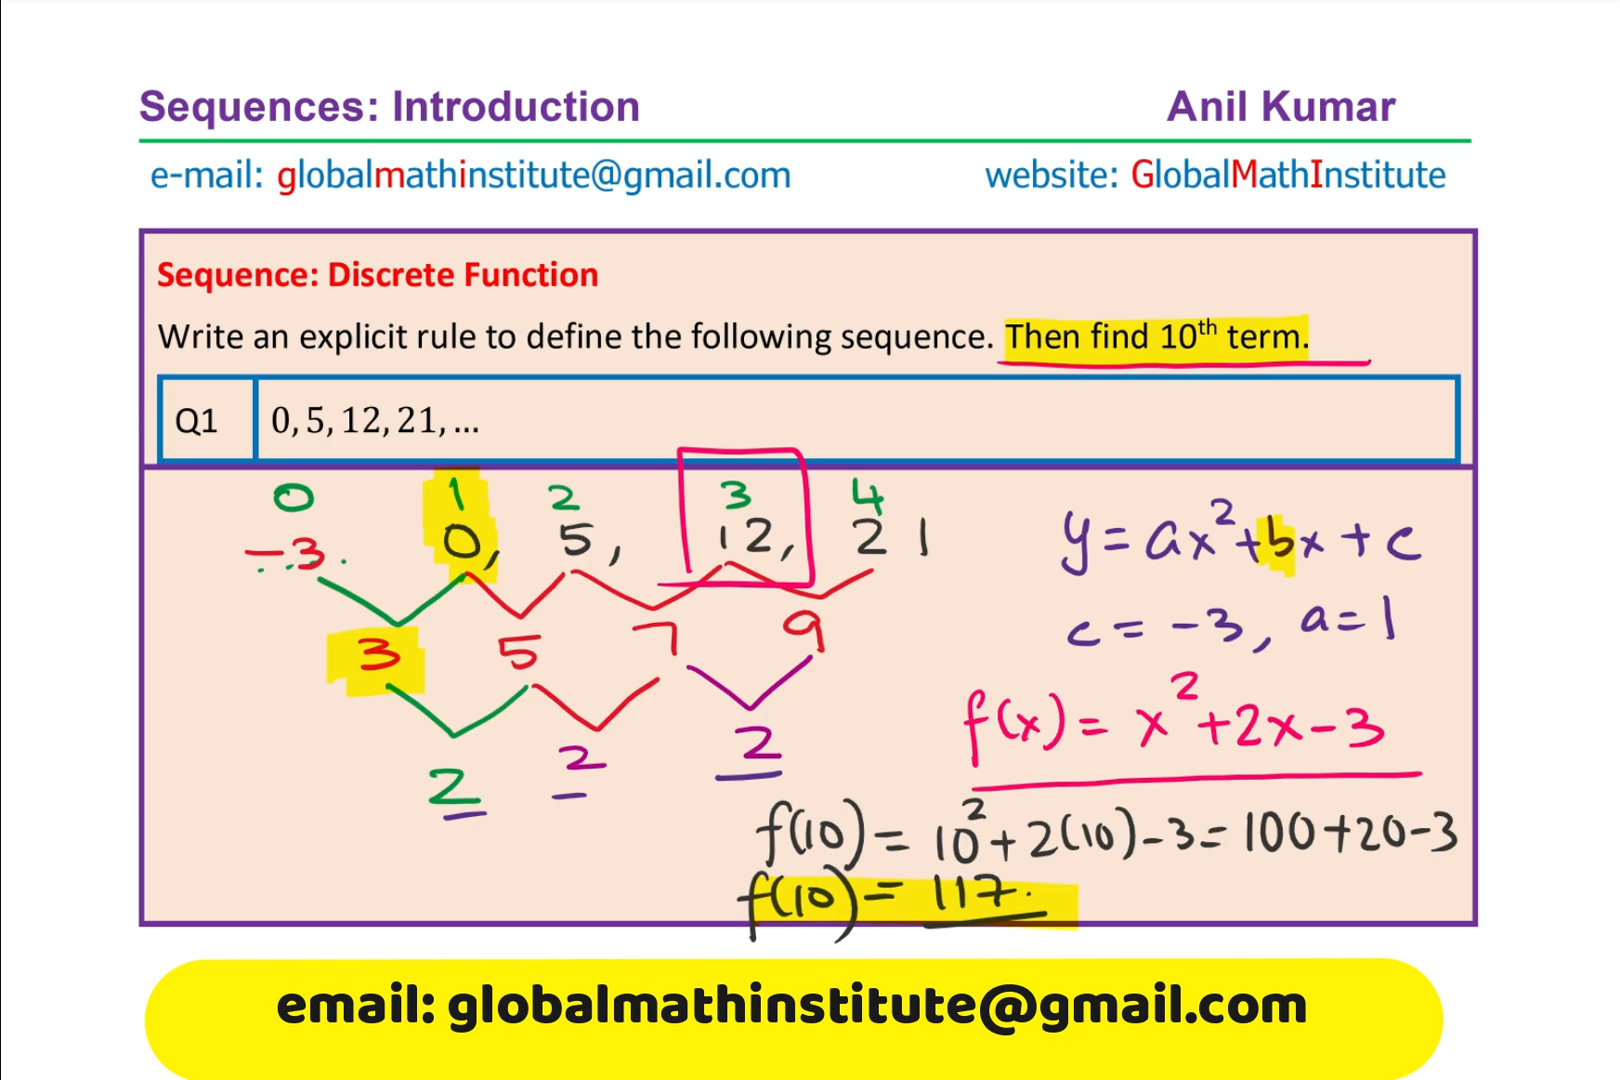 Sequences: Introduction Anil Kumar
e-mail: globalmathinstitute@gmail.com website: GlobalMathInstitute
Sequence: Discrete Function
Write an explicit rule to define the following sequence. Then find 10th term.
Q1 0, 5, 12, 21, ...
0 1 2 3 4
-3. 0, 5, 12, 21
3 5 7 9
2 2 2
y = ax²+bx+c
c = -3, a=1
f(x) = x²+2x-3
f(10) = 10²+2(10)-3 = 100+20-3
f(10) = 117.
email: globalmathinstitute@gmail.com